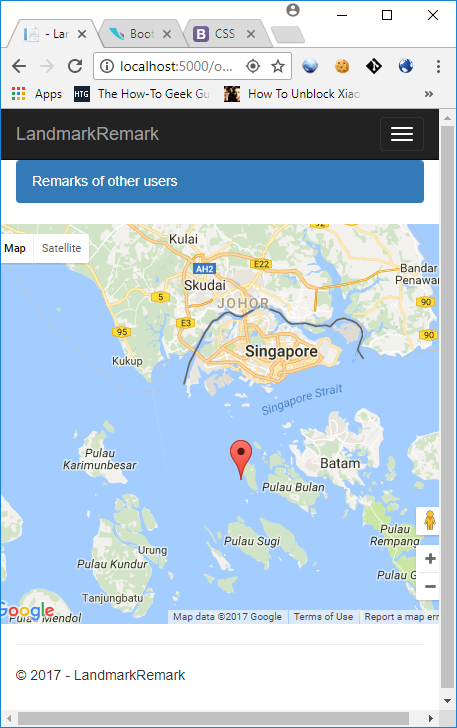 - Lar
Boot
CSS
localhost:5000/o...
Apps
HTG
The How-To Geek Gu
How To Unblock Xiao
LandmarkRemark
Remarks of other users
Map
Satellite
Kulai
E22
AH2
Bandar
Penawar
Skudai
5
JOHOR
90
E3
95
90
Singapore
Kukup
Singapore Strait
Pulau
Karimunbesar
Batam
Pulau Bulan
Pulau
Rempang
Pulau Sugi
Urung
Pulau Kundur
Pulau G
Tanjungbatu
Google
Pulau Mendol
Map data ©2017 Google
Terms of Use
Report a map err
© 2017 - LandmarkRemark